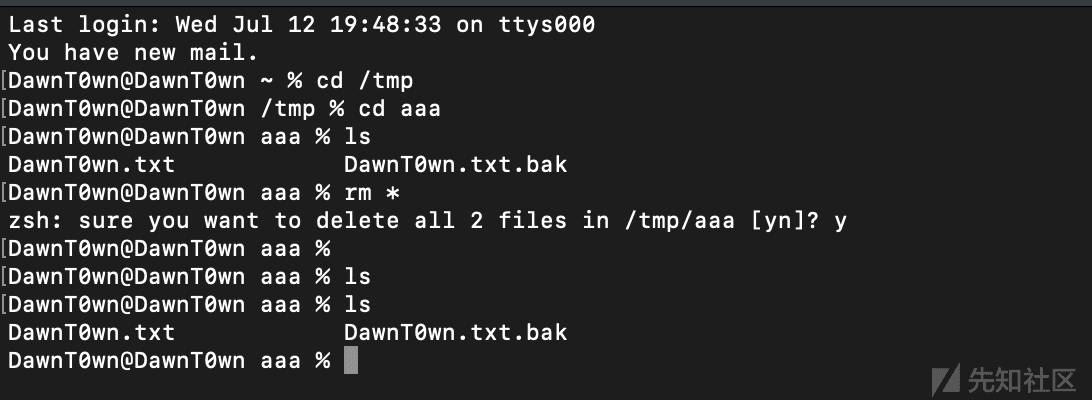 Last login: Wed Jul 12 19:48:33 on ttys000
You have new mail.
[DawnT0wn@DawnT0wn ~ % cd /tmp
[DawnT0wn@DawnT0wn /tmp % cd aaa
[DawnT0wn@DawnT0wn aaa % ls
DawnT0wn.txt            DawnT0wn.txt.bak
[DawnT0wn@DawnT0wn aaa % rm *
zsh: sure you want to delete all 2 files in /tmp/aaa [yn]? y
[DawnT0wn@DawnT0wn aaa %
[DawnT0wn@DawnT0wn aaa % ls
[DawnT0wn@DawnT0wn aaa % ls
DawnT0wn.txt            DawnT0wn.txt.bak
DawnT0wn@DawnT0wn aaa %
先知社区